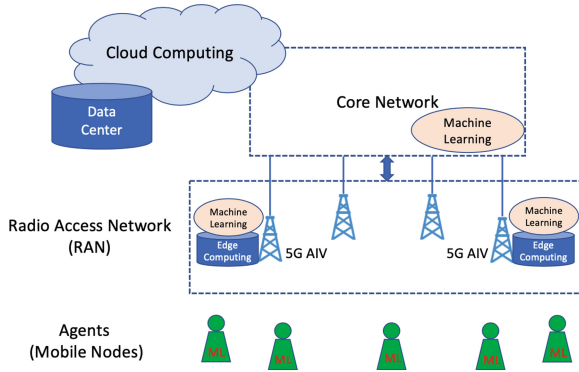 Cloud Computing
Data
Center
Core Network
Machine
Learning
Radio Access Network
(RAN)
Machine
Learning
Edge
Computing
5G AIV
5G AIV
Machine
Learning
Edge
Computing
Agents
(Mobile Nodes)
ML
ML
ML
ML
ML